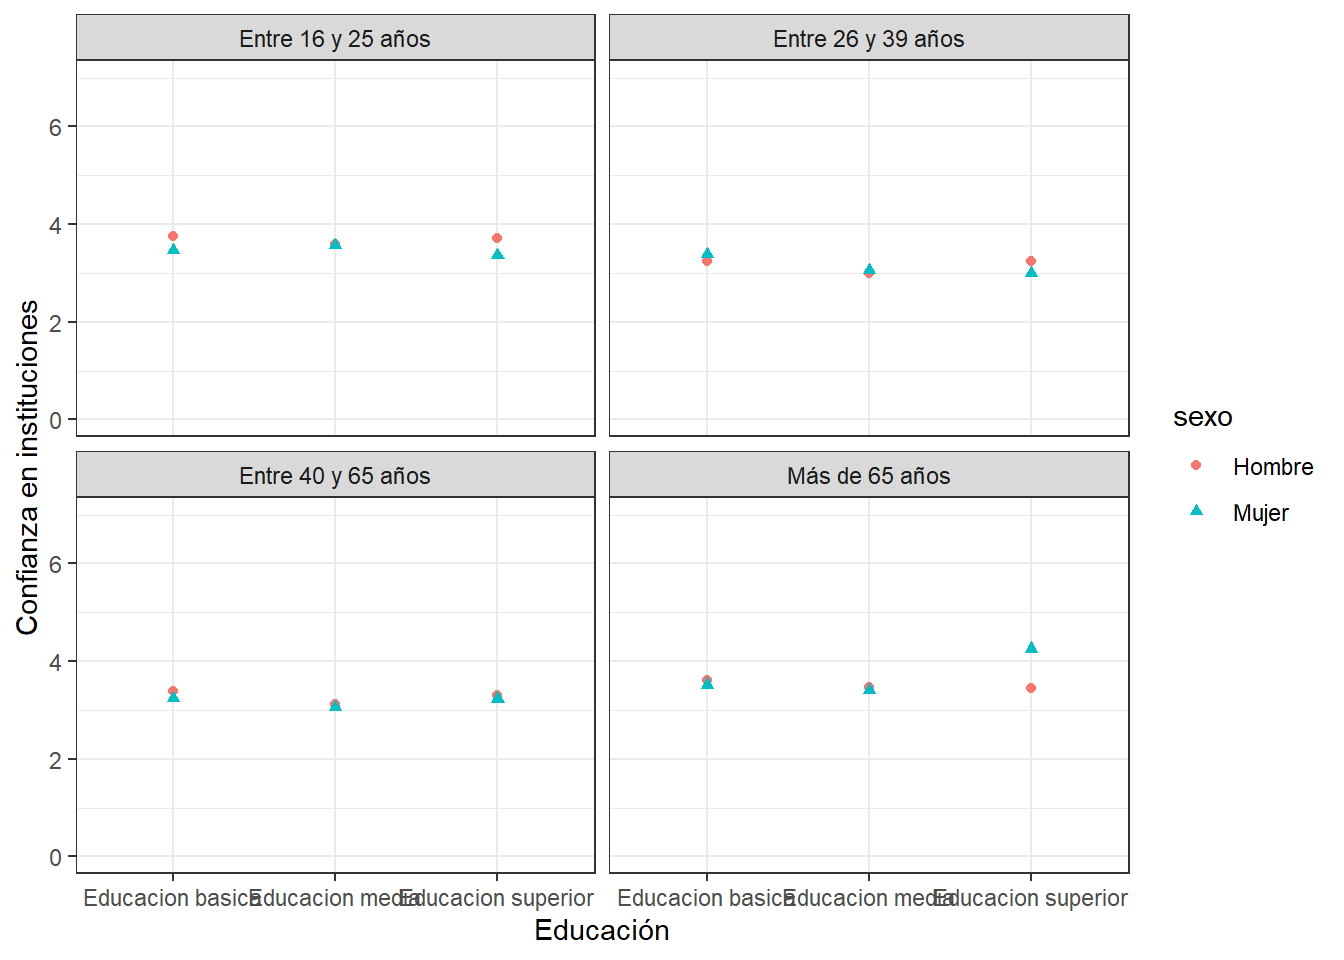 Entre 16 y 25 años
Entre 26 y 39 años
6
4
2
0
Confianza en instituciones
Entre 40 y 65 años
Más de 65 años
6
4
2
0
Educacion basica Educacion media Educacion superior
Educacion basica Educacion media Educacion superior
Educación
sexo
Hombre
Mujer